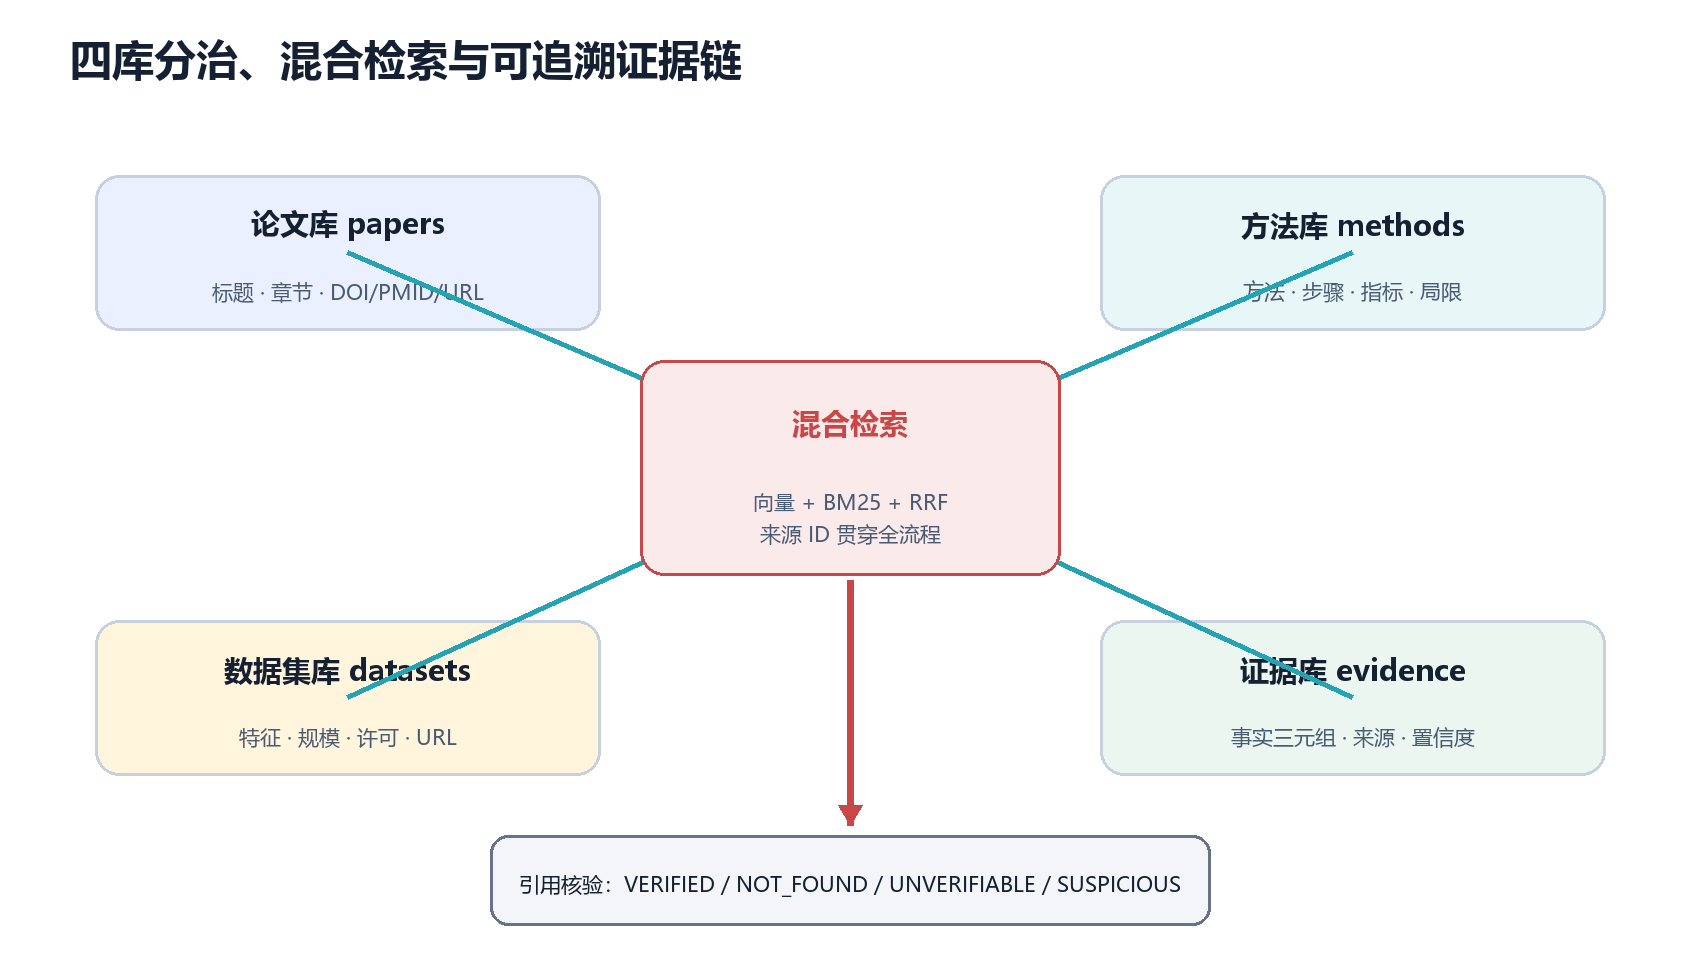 四库分治、混合检索与可追溯证据链
论文库 papers
标题 · 章节 · DOI/PMID/URL
方法库 methods
方法 · 步骤 · 指标 · 局限
混合检索
向量 + BM25 + RRF
来源 ID 贯穿全流程
数据集库 datasets
特征 · 规模 · 许可 · URL
证据库 evidence
事实三元组 · 来源 · 置信度
引用核验：VERIFIED / NOT_FOUND / UNVERIFIABLE / SUSPICIOUS